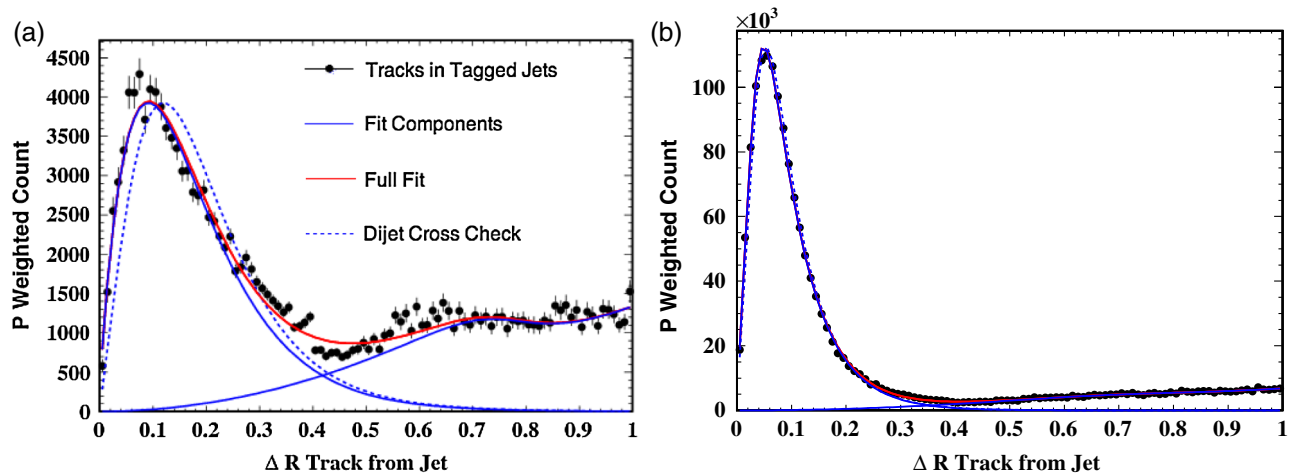 (a)
P Weighted Count
4500
4000
3500
3000
2500
2000
1500
1000
500
0
Tracks in Tagged Jets
Fit Components
Full Fit
Dijet Cross Check
0 0.1 0.2 0.3 0.4 0.5 0.6 0.7 0.8 0.9 1
Δ R Track from Jet
(b)
×10³
P Weighted Count
100
80
60
40
20
0
0 0.1 0.2 0.3 0.4 0.5 0.6 0.7 0.8 0.9 1
Δ R Track from Jet